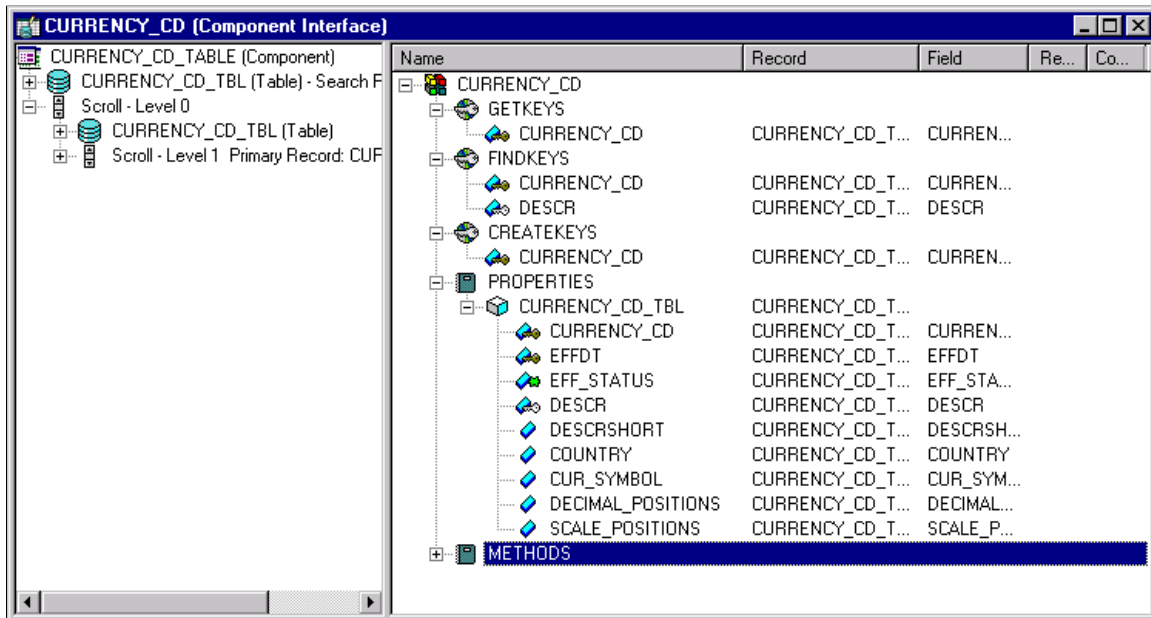 CURRENCY_CD (Component Interface)
CURRENCY_CD_TABLE (Component)
CURRENCY_CD_TBL (Table) - Search F
Scroll - Level 0
CURRENCY_CD_TBL (Table)
Scroll - Level 1 Primary Record: CUF
Name Record Field Re... Co...
CURRENCY_CD
GETKEYS
CURRENCY_CD CURRENCY_CD_T... CURREN...
FINDKEYS
CURRENCY_CD CURRENCY_CD_T... CURREN...
DESCR CURRENCY_CD_T... DESCR
CREATEKEYS
CURRENCY_CD CURRENCY_CD_T... CURREN...
PROPERTIES
CURRENCY_CD_TBL CURRENCY_CD_T...
CURRENCY_CD CURRENCY_CD_T... CURREN...
EFFDT CURRENCY_CD_T... EFFDT
EFF_STATUS CURRENCY_CD_T... EFF_STA...
DESCR CURRENCY_CD_T... DESCR
DESCRSHORT CURRENCY_CD_T... DESCRSH...
COUNTRY CURRENCY_CD_T... COUNTRY
CUR_SYMBOL CURRENCY_CD_T... CUR_SYM...
DECIMAL_POSITIONS CURRENCY_CD_T... DECIMAL...
SCALE_POSITIONS CURRENCY_CD_T... SCALE_P...
METHODS